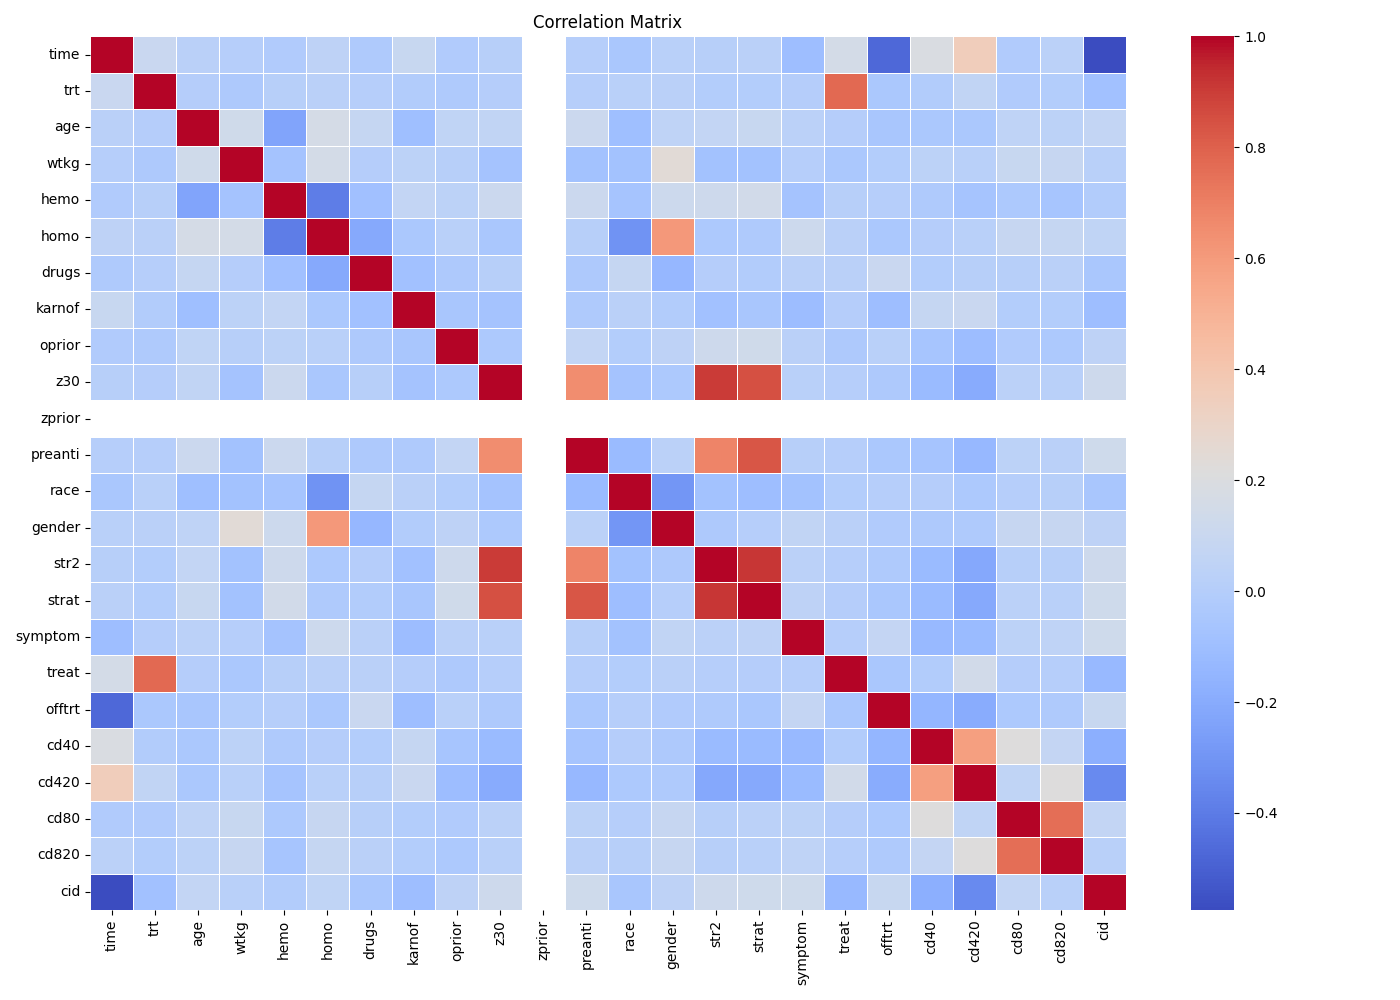 Correlation Matrix
time
trt
age
wtkg
hemo
homo
drugs
karnof
oprior
z30
zprior
preanti
race
gender
str2
strat
symptom
treat
offtrt
cd40
cd420
cd80
cd820
cid
time
trt
age
wtkg
hemo
homo
drugs
karnof
oprior
z30
zprior
preanti
race
gender
str2
strat
symptom
treat
offtrt
cd40
cd420
cd80
cd820
cid
1.0
0.8
0.6
0.4
0.2
0.0
−0.2
−0.4